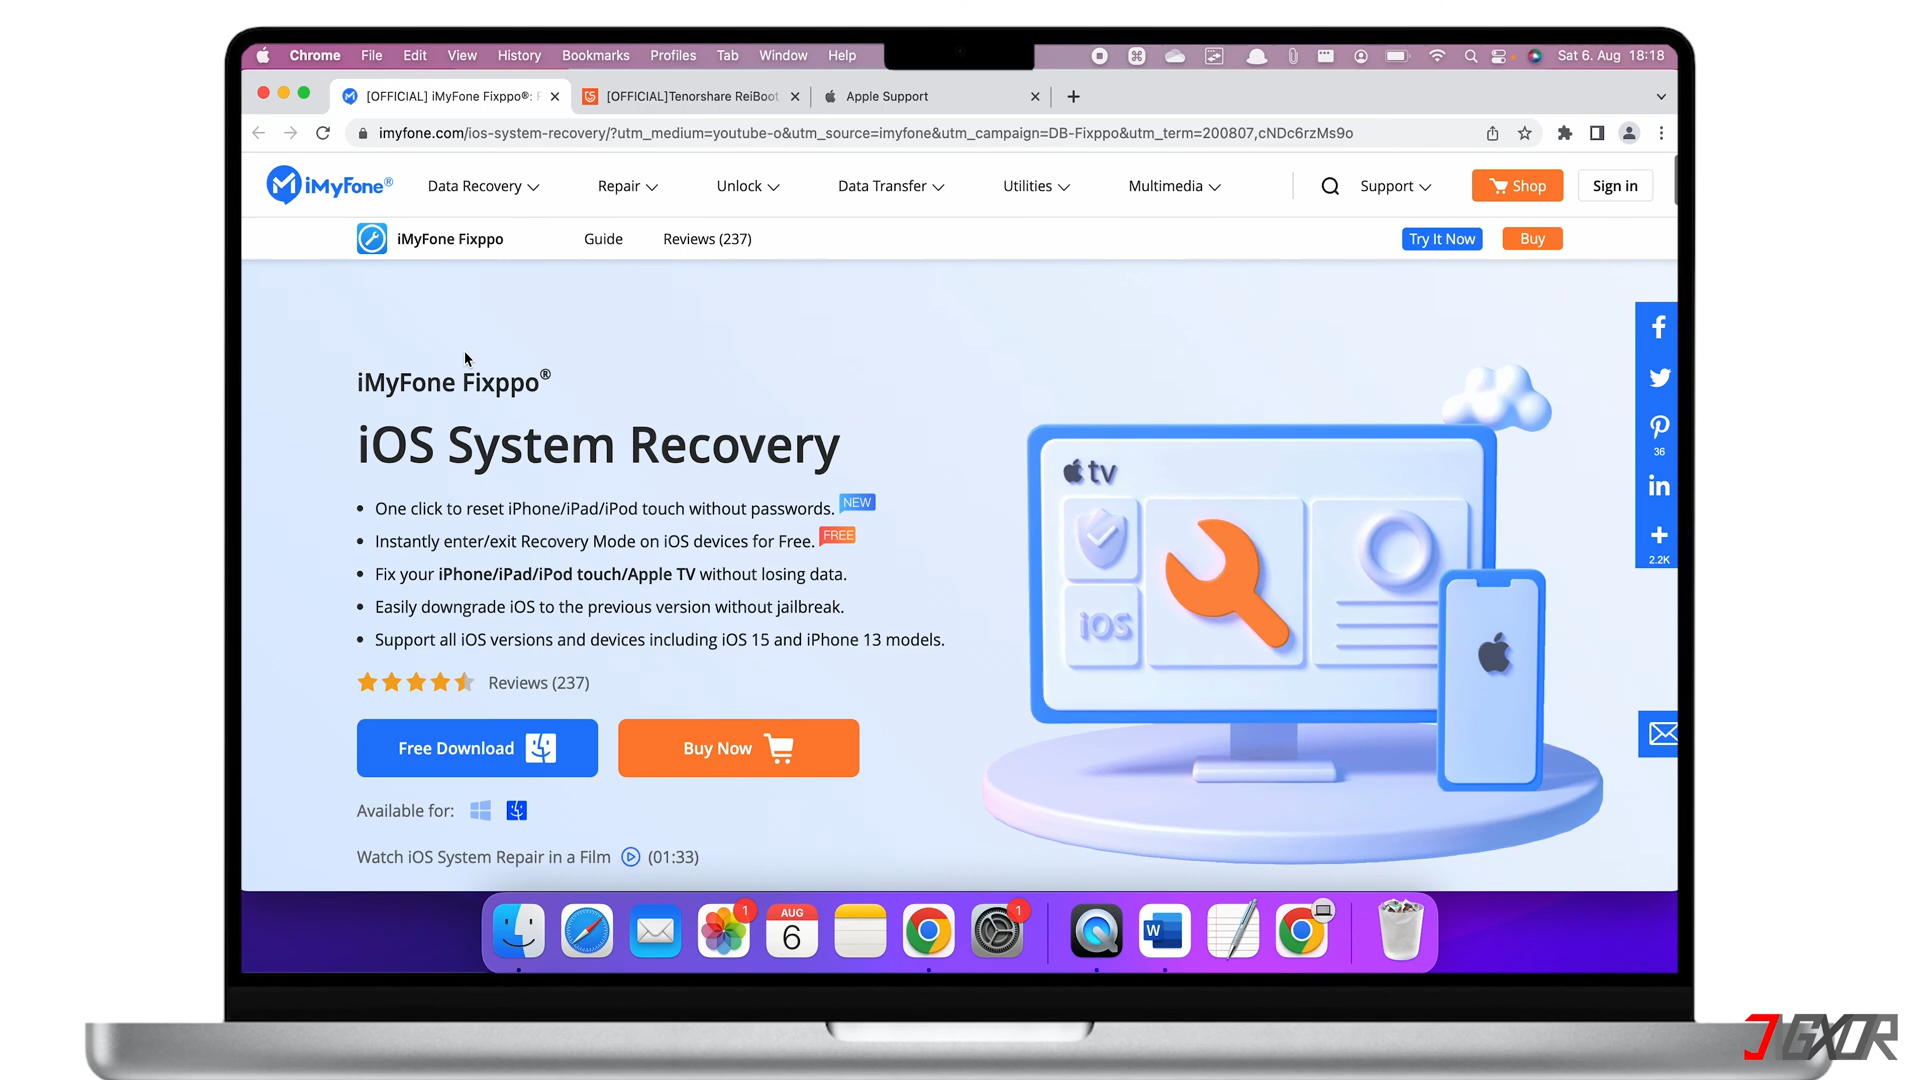 Chrome File Edit View History Bookmarks Profiles Tab Window Help Sat 6. Aug 18:18
[OFFICIAL] iMyFone Fixppo®: F [OFFICIAL]Tenorshare ReiBoot Apple Support
imyfone.com/ios-system-recovery/?utm_medium=youtube-o&utm_source=imyfone&utm_campaign=DB-Fixppo&utm_term=200807,cNDc6rzMs9o
iMyFone® Data Recovery Repair Unlock Data Transfer Utilities Multimedia Support Shop Sign in
iMyFone Fixppo Guide Reviews (237) Try It Now Buy
iMyFone Fixppo®
iOS System Recovery
• One click to reset iPhone/iPad/iPod touch without passwords. NEW
• Instantly enter/exit Recovery Mode on iOS devices for Free. FREE
• Fix your iPhone/iPad/iPod touch/Apple TV without losing data.
• Easily downgrade iOS to the previous version without jailbreak.
• Support all iOS versions and devices including iOS 15 and iPhone 13 models.
Reviews (237)
Free Download Buy Now
Available for:
Watch iOS System Repair in a Film (01:33)
tv
iOS
36
in
2.2K
1
AUG
6
1
W
JGXOR